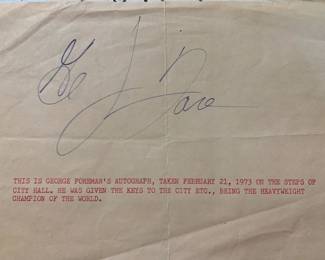 THIS IS GEORGE FOREMAN'S AUTOGRAPH, TAKEN FEBRUARY 21, 1973 ON THE STEPS OF
CITY HALL. HE WAS GIVEN THE KEYS TO THE CITY ETC., BEING THE HEAVYWEIGHT
CHAMPION OF THE WORLD.